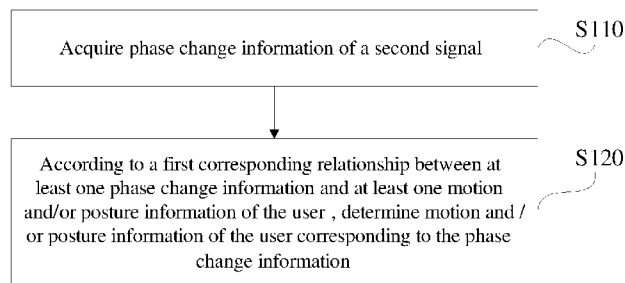 S110
Acquire phase change information of a second signal
S120
According to a first corresponding relationship between at
least one phase change information and at least one motion
and/or posture information of the user , determine motion and /
or posture information of the user corresponding to the phase
change information